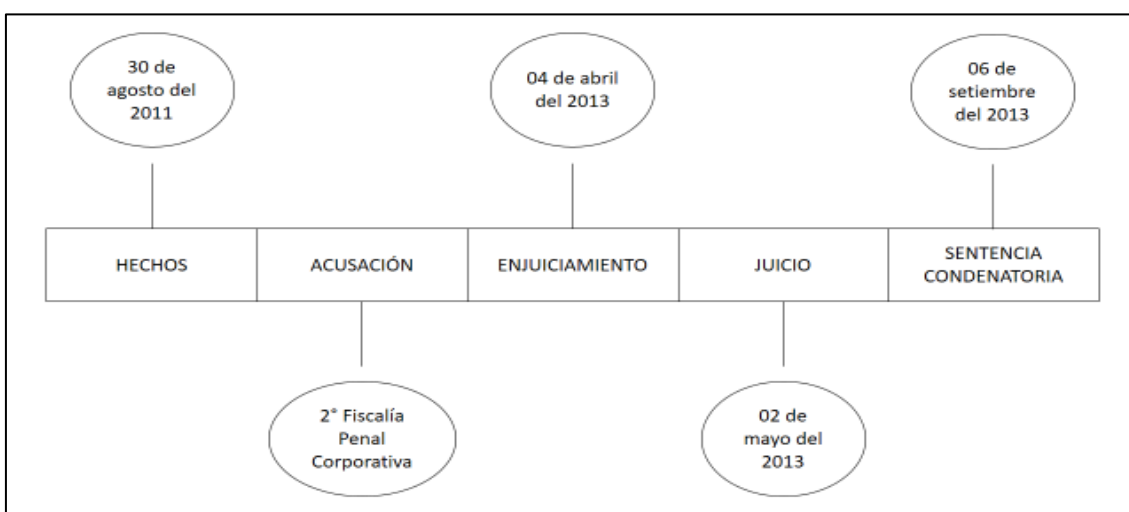 30 de
agosto del
2011
04 de abril
del 2013
06 de
setiembre
del 2013
HECHOS
ACUSACIÓN
ENJUICIAMIENTO
JUICIO
SENTENCIA
CONDENATORIA
2° Fiscalía
Penal
Corporativa
02 de
mayo del
2013